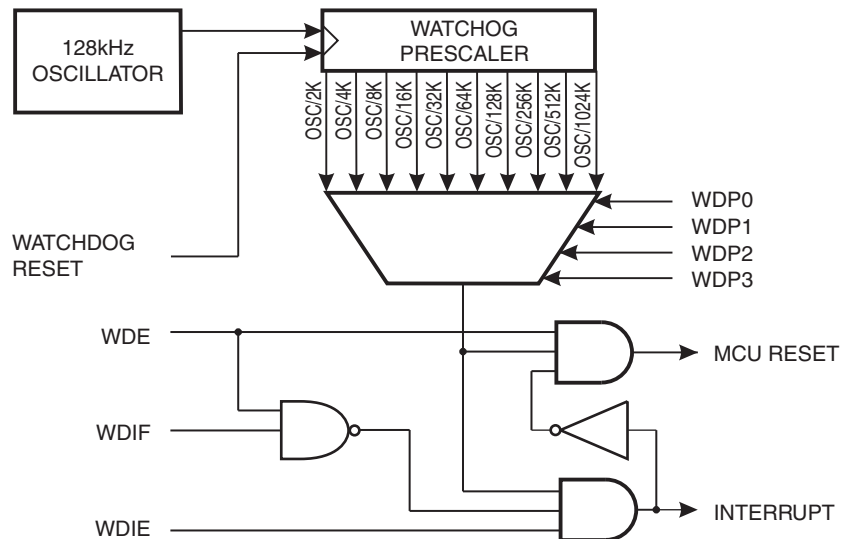 128kHz
OSCILLATOR
WATCHOG
PRESCALER
OSC/2K
OSC/4K
OSC/8K
OSC/16K
OSC/32K
OSC/64K
OSC/128K
OSC/256K
OSC/512K
OSC/1024K
WDP0
WDP1
WDP2
WDP3
WATCHDOG
RESET
WDE
MCU RESET
WDIF
INTERRUPT
WDIE